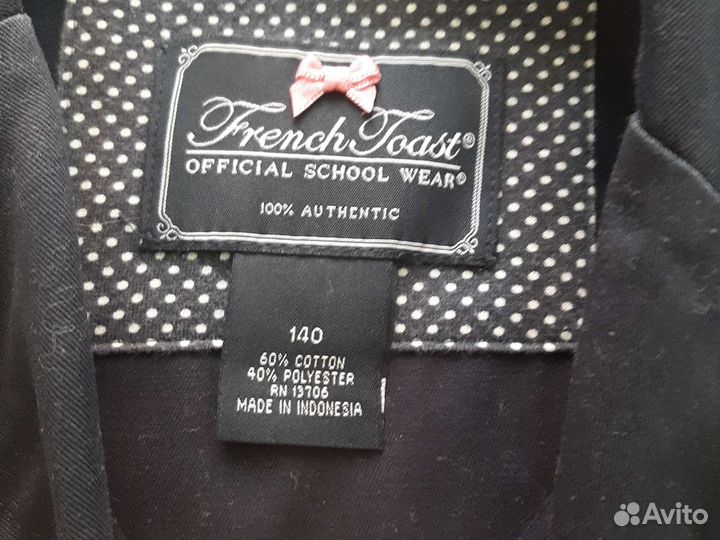 French Toast®
OFFICIAL SCHOOL WEAR®
100% AUTHENTIC
140
60% COTTON
40% POLYESTER
RN 13706
MADE IN INDONESIA
Avito